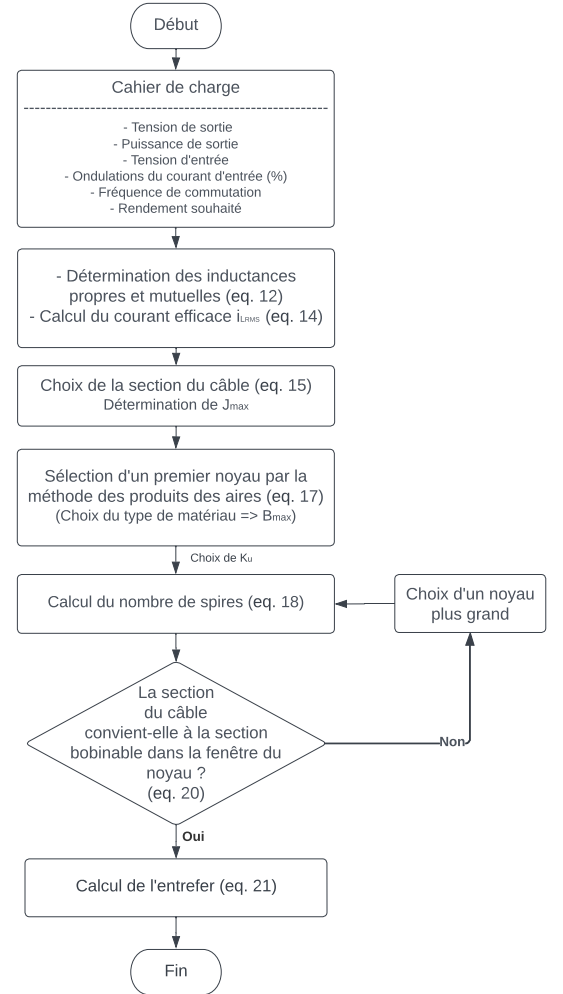 Début
Cahier de charge
- Tension de sortie
- Puissance de sortie
- Tension d'entrée
- Ondulations du courant d'entrée (%)
- Fréquence de commutation
- Rendement souhaité
- Détermination des inductances
propres et mutuelles (eq. 12)
- Calcul du courant efficace iLRMS (eq. 14)
Choix de la section du câble (eq. 15)
Détermination de Jmax
Sélection d'un premier noyau par la
méthode des produits des aires (eq. 17)
(Choix du type de matériau => Bmax)
Choix de Ku
Calcul du nombre de spires (eq. 18)
Choix d'un noyau
plus grand
La section
du câble
convient-elle à la section
bobinable dans la fenêtre du
noyau ?
(eq. 20)
Non
Oui
Calcul de l'entrefer (eq. 21)
Fin